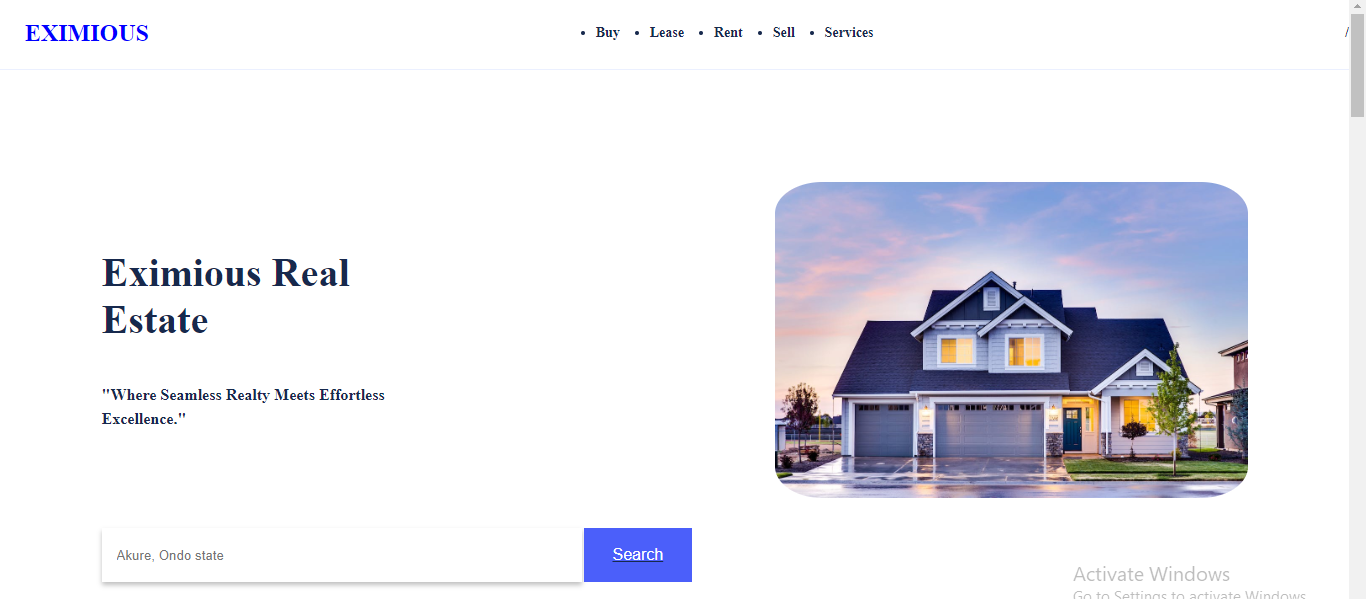 EXIMIOUS
Buy Lease Rent Sell Services /
Eximious Real
Estate
"Where Seamless Realty Meets Effortless
Excellence."
Akure, Ondo state
Search
Activate Windows
Go to Settings to activate Windows.